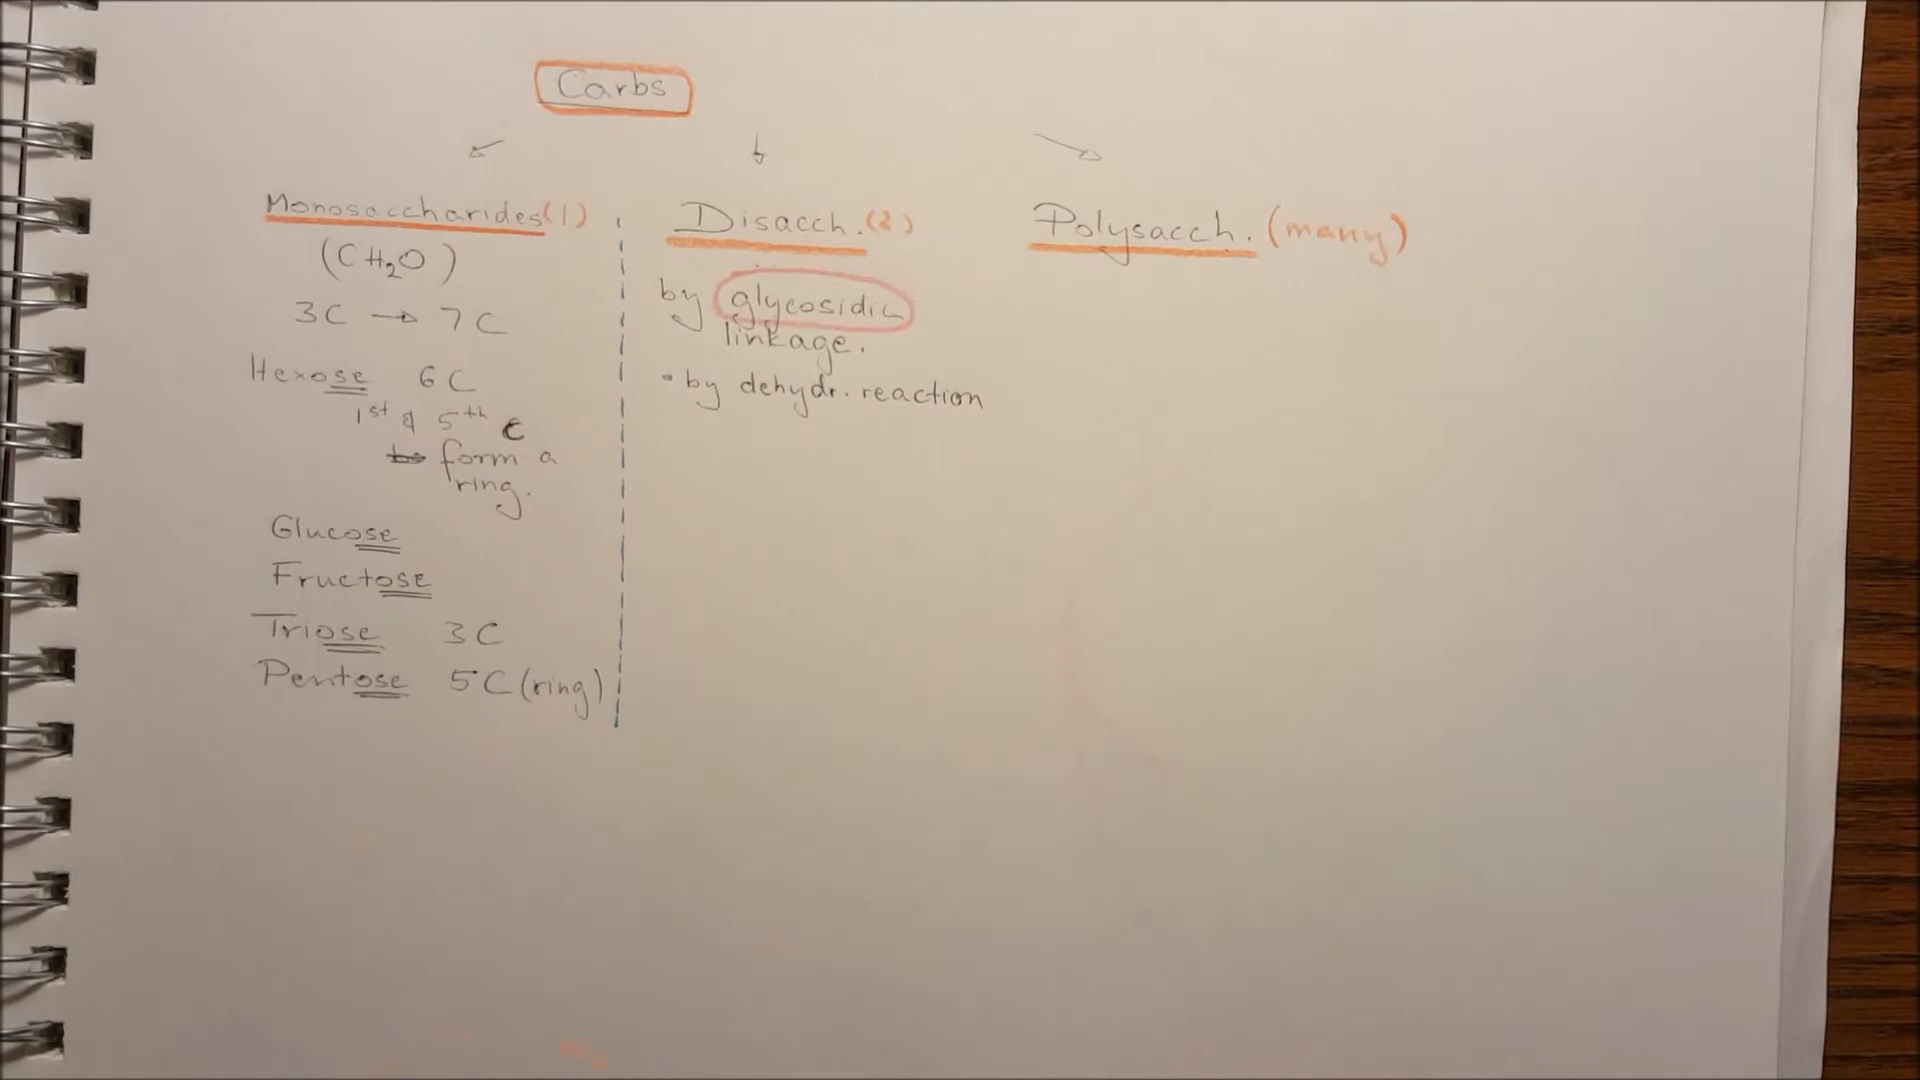 Carbs
Monosaccharides (1)
(CH₂O)
3C → 7C
Hexose 6C
1st & 5th C
form a
ring.
Glucose
Fructose
Triose 3C
Pentose 5C (ring)
Disacch. (2)
by glycosidic
linkage.
• by dehydr. reaction
Polysacch. (many)